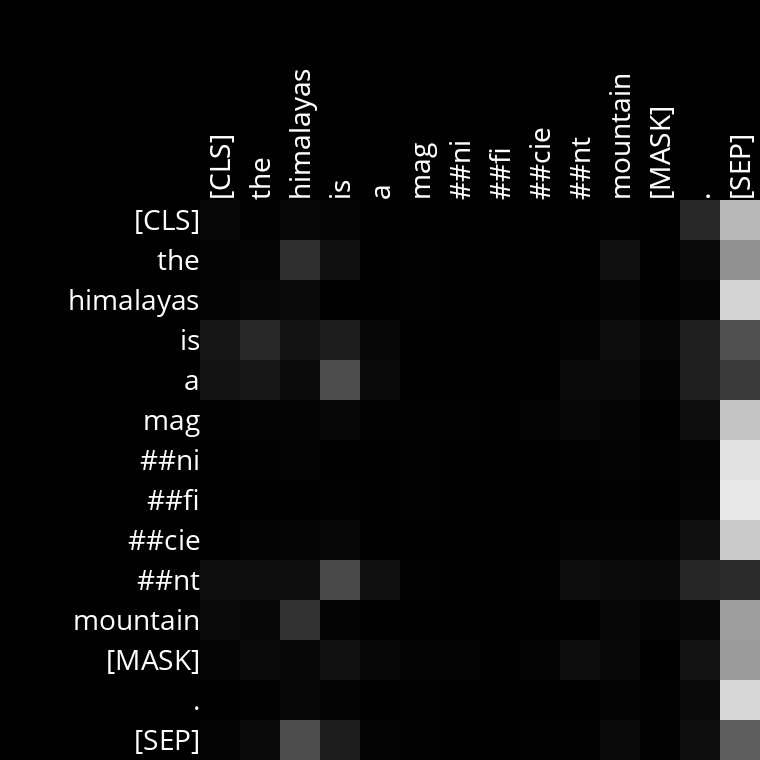 [CLS]
the
himalayas
is
a
mag
##ni
##fi
##cie
##nt
mountain
[MASK]
.
[SEP]
[CLS]
the
himalayas
is
a
mag
##ni
##fi
##cie
##nt
mountain
[MASK]
.
[SEP]